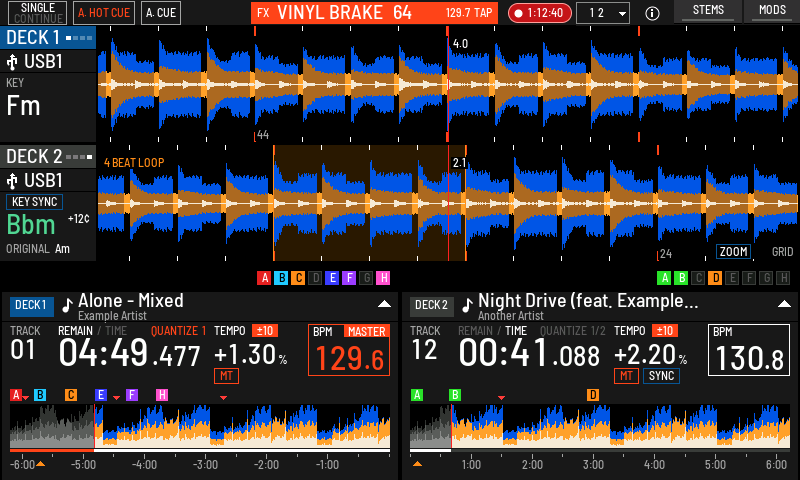 SINGLE
CONTINUE
A. HOT CUE
A. CUE
FX VINYL BRAKE 64 129.7 TAP
1:12:40
1 2
STEMS
MODS
DECK 1
USB1
KEY
Fm
4.0
44
DECK 2
USB1
KEY SYNC
Bbm +12¢
ORIGINAL Am
4 BEAT LOOP
2.1
24
ZOOM
GRID
A B C D E F G H
A B C D E F G H
DECK 1
Alone - Mixed
Example Artist
TRACK
01
REMAIN / TIME
04:49.477
QUANTIZE 1
TEMPO ±10
+1.30%
MT
BPM MASTER
129.6
A B C E F H
-6:00 -5:00 -4:00 -3:00 -2:00 -1:00
DECK 2
Night Drive (feat. Example...
Another Artist
TRACK
12
REMAIN / TIME
00:41.088
QUANTIZE 1/2
TEMPO ±10
+2.20%
MT SYNC
BPM
130.8
A B D
1:00 2:00 3:00 4:00 5:00 6:00